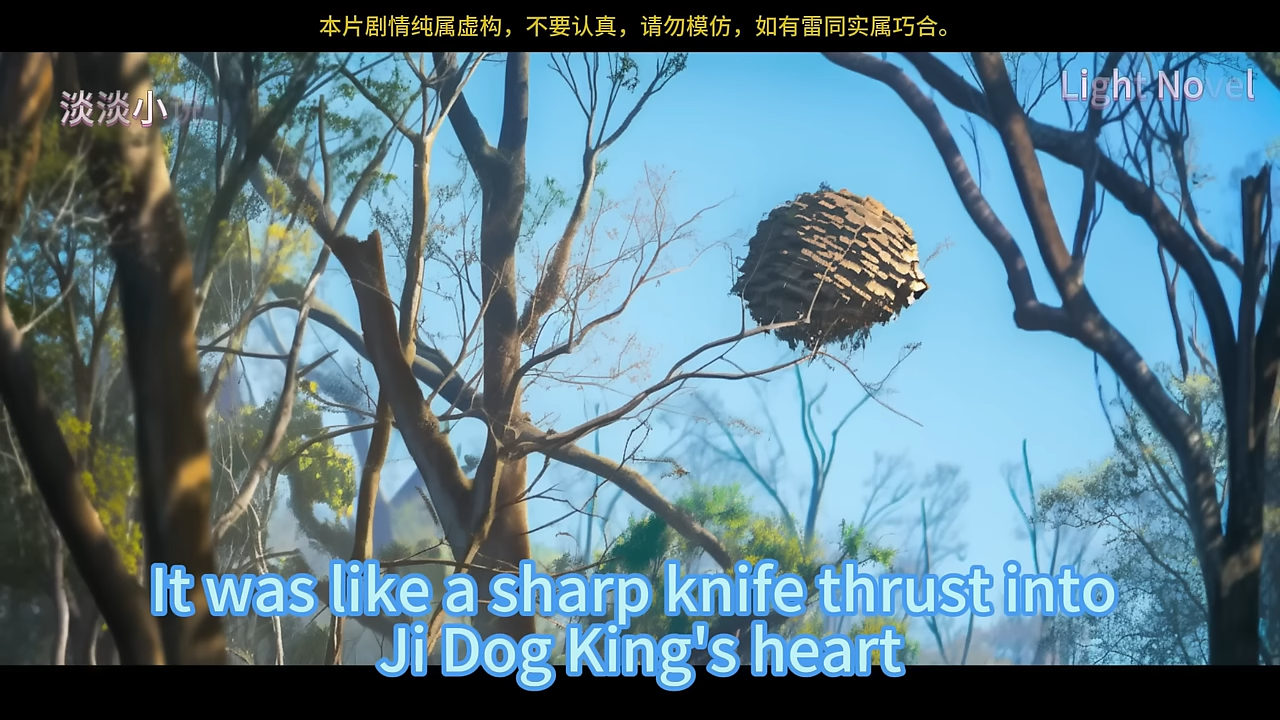 本片剧情纯属虚构，不要认真，请勿模仿，如有雷同实属巧合。
淡淡小
Light Novel
It was like a sharp knife thrust into
Ji Dog King's heart